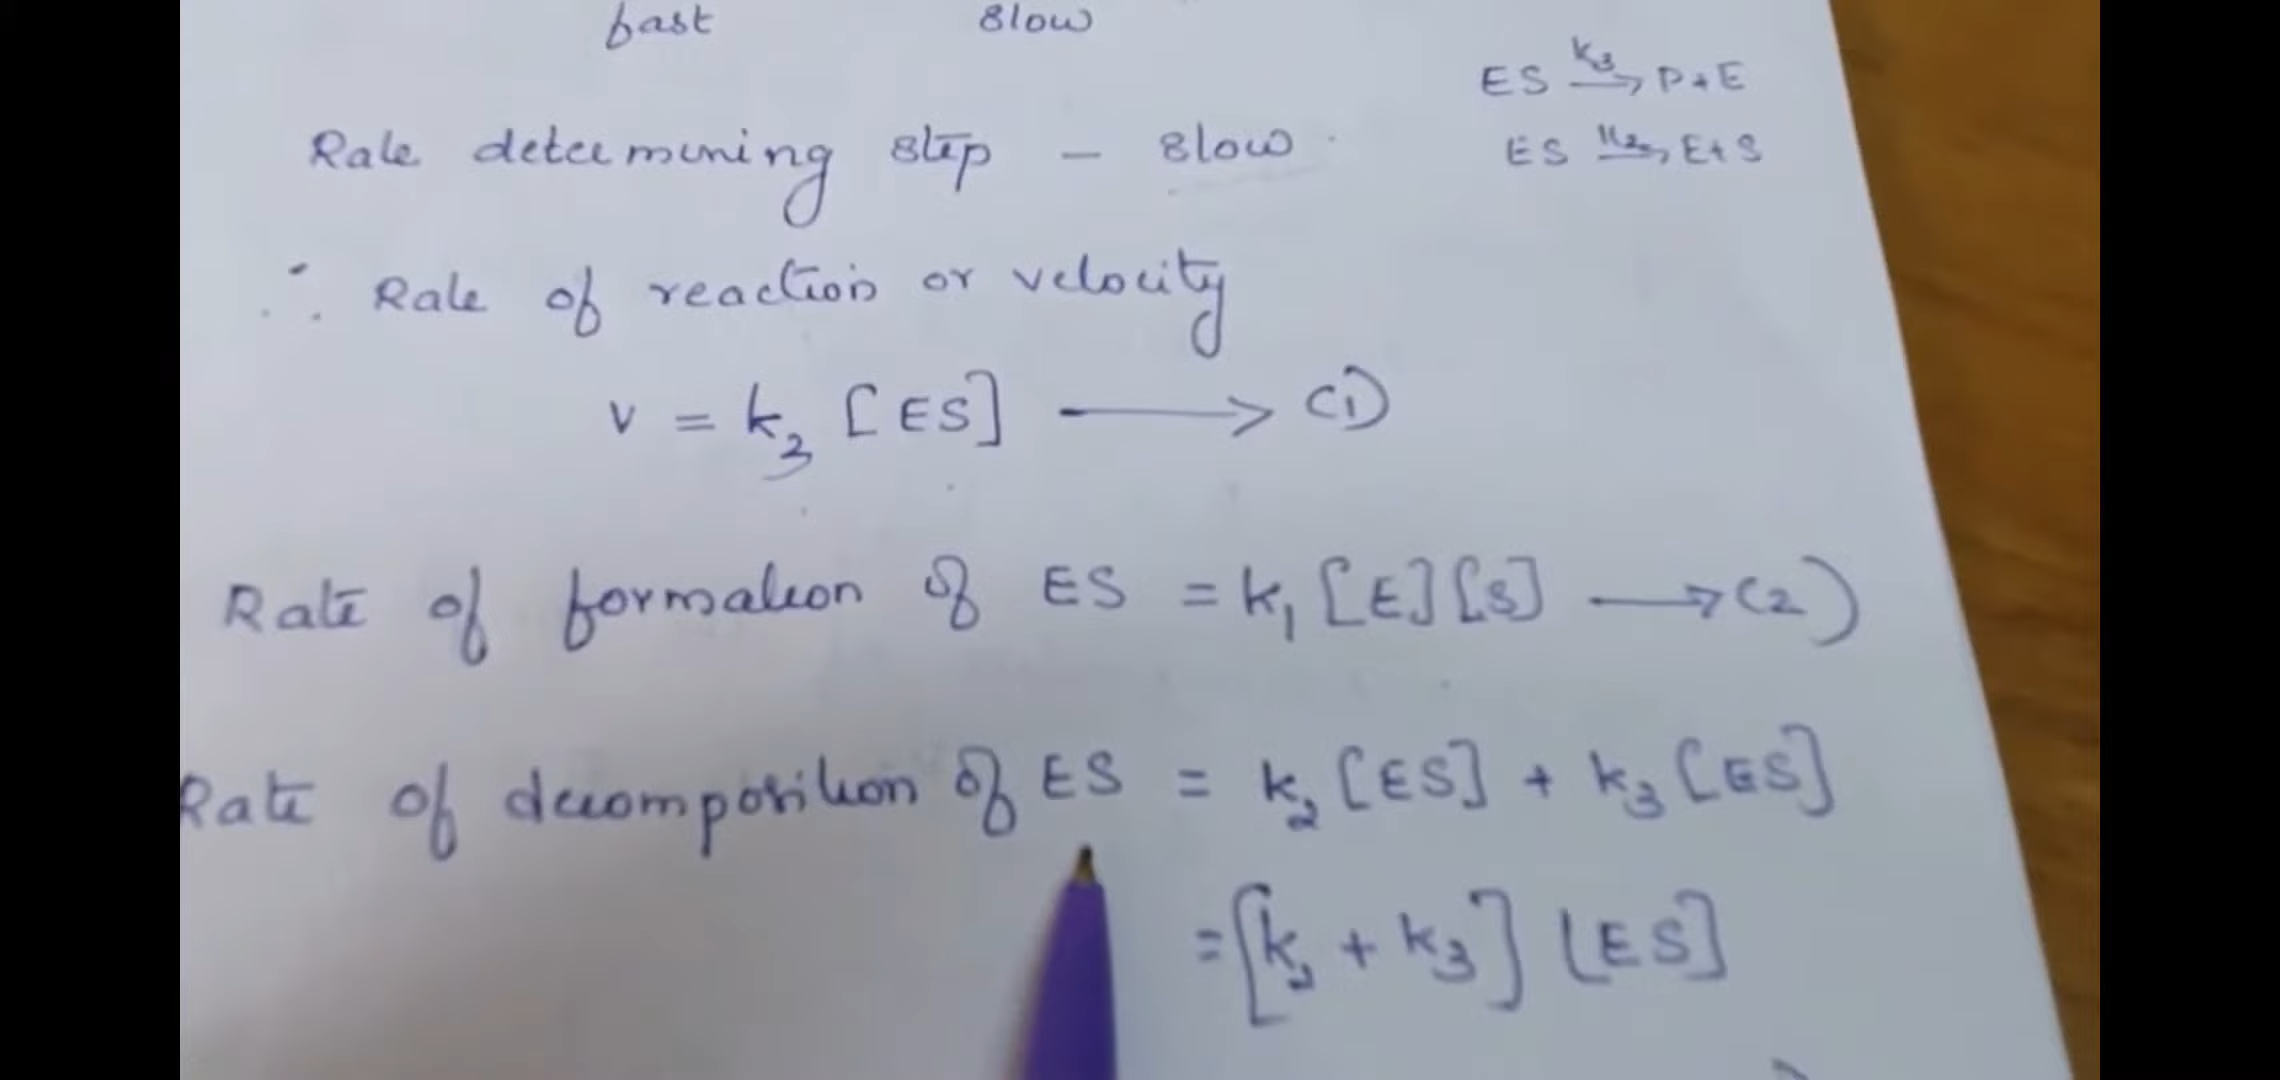 fast slow
ES k3→ P+E
Rate determining step – slow
ES k2→ E+S
∴ Rate of reaction or velocity
v = k3 [ES] ⟶ (1)
Rate of formation of ES = k1 [E][S] ⟶ (2)
Rate of decomposition of ES = k2 [ES] + k3 [ES]
= [k2 + k3] [ES]